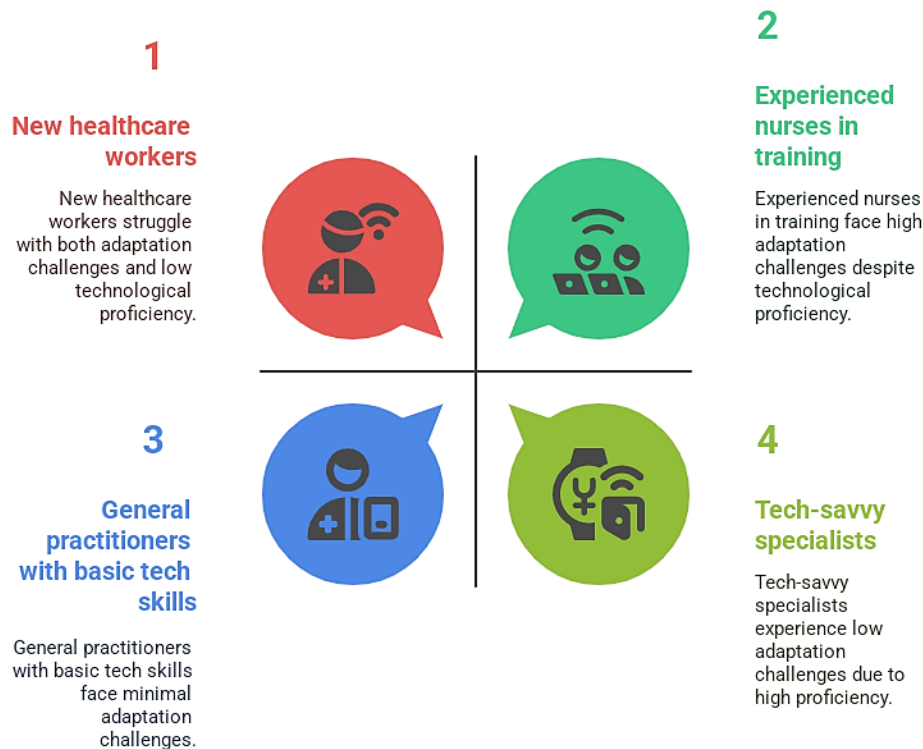 1
New healthcare
workers
New healthcare
workers struggle
with both adaptation
challenges and low
technological
proficiency.
2
Experienced
nurses in
training
Experienced nurses
in training face high
adaptation
challenges despite
technological
proficiency.
3
General
practitioners
with basic tech
skills
General practitioners
with basic tech skills
face minimal
adaptation
challenges.
4
Tech-savvy
specialists
Tech-savvy
specialists
experience low
adaptation
challenges due to
high proficiency.